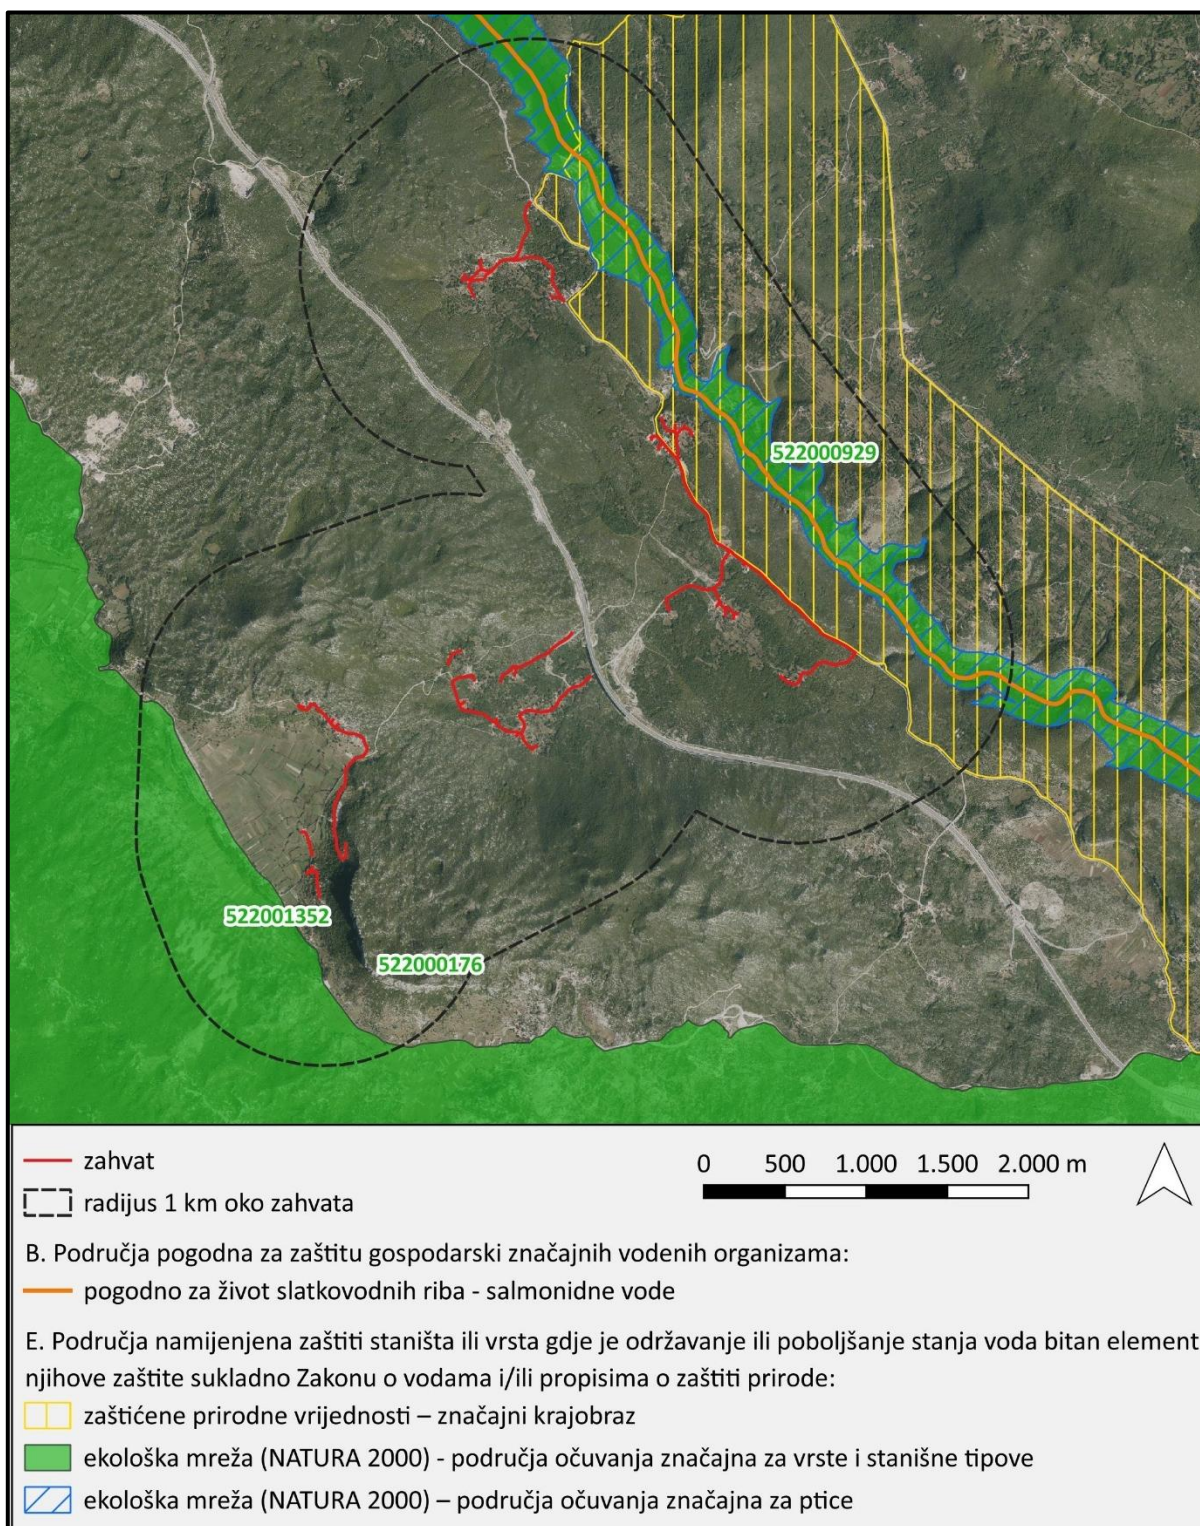 522000929
522001352
522000176
zahvat
0 500 1.000 1.500 2.000 m
radijus 1 km oko zahvata
B. Područja pogodna za zaštitu gospodarski značajnih vodenih organizama:
pogodno za život slatkovodnih riba - salmonidne vode
E. Područja namijenjena zaštiti staništa ili vrsta gdje je održavanje ili poboljšanje stanja voda bitan element
njihove zaštite sukladno Zakonu o vodama i/ili propisima o zaštiti prirode:
zaštićene prirodne vrijednosti – značajni krajobraz
ekološka mreža (NATURA 2000) - područja očuvanja značajna za vrste i stanišne tipove
ekološka mreža (NATURA 2000) – područja očuvanja značajna za ptice